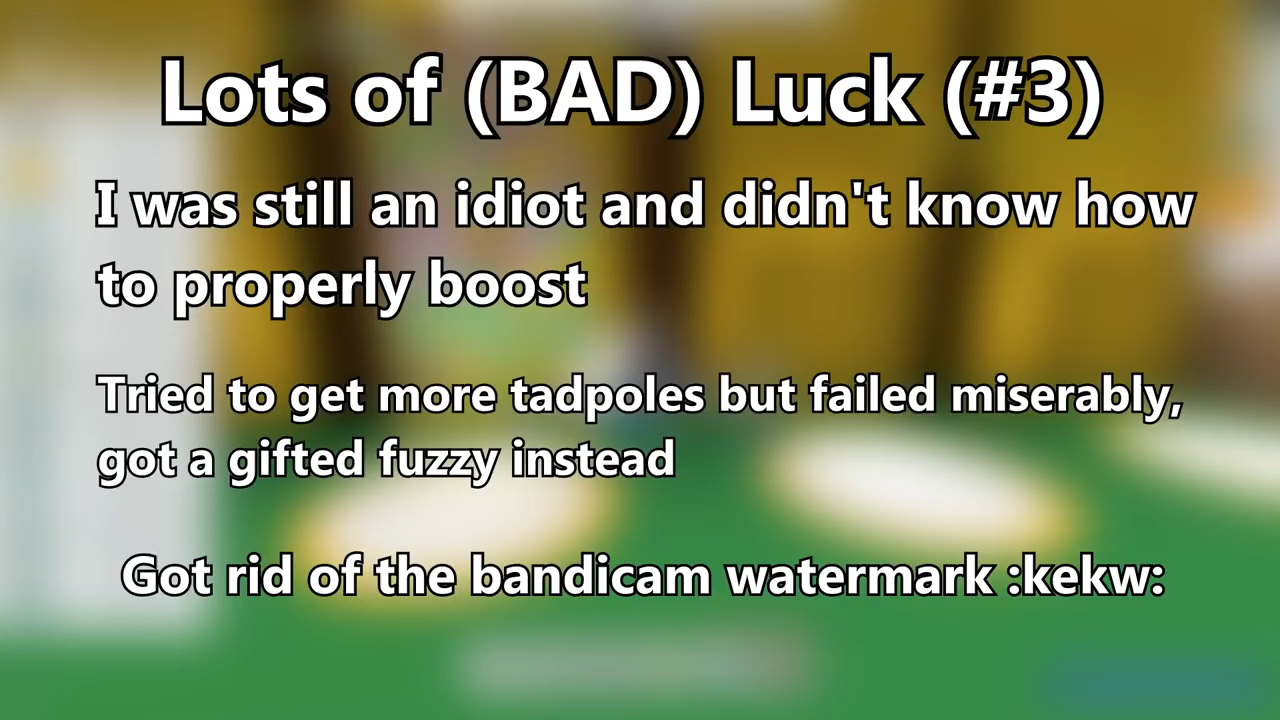 Lots of (BAD) Luck (#3)
I was still an idiot and didn't know how
to properly boost
Tried to get more tadpoles but failed miserably,
got a gifted fuzzy instead
Got rid of the bandicam watermark :kekw: